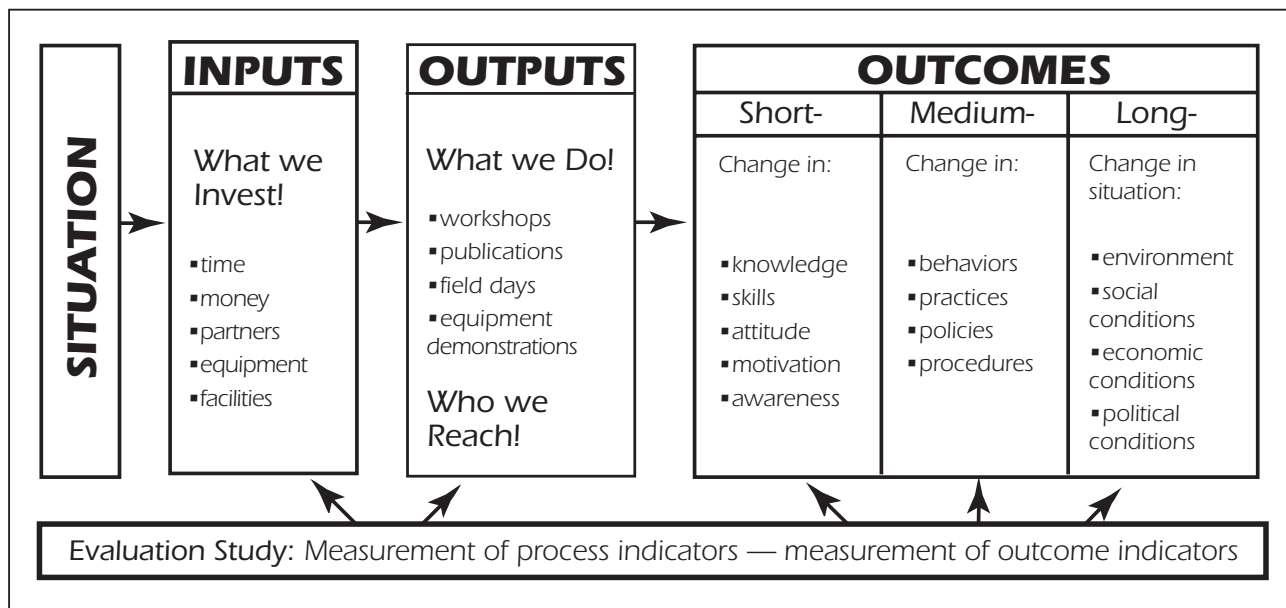 SITUATION
INPUTS
What we
Invest!
▪time
▪money
▪partners
▪equipment
▪facilities
OUTPUTS
What we Do!
▪workshops
▪publications
▪field days
▪equipment
demonstrations
Who we
Reach!
OUTCOMES
Short-
Change in:
▪knowledge
▪skills
▪attitude
▪motivation
▪awareness
Medium-
Change in:
▪behaviors
▪practices
▪policies
▪procedures
Long-
Change in
situation:
▪environment
▪social
conditions
▪economic
conditions
▪political
conditions
Evaluation Study: Measurement of process indicators — measurement of outcome indicators